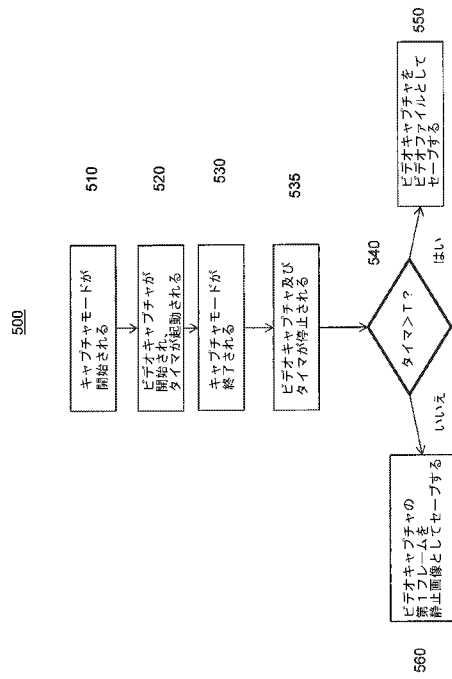 500
510
キャプチャモードが
開始される
520
ビデオキャプチャが
開始され、
タイマが起動される
530
キャプチャモードが
終了される
535
ビデオキャプチャ及び
タイマが停止される
540
タイマ>T？
いいえ
はい
550
ビデオキャプチャを
ビデオファイルとして
セーブする
560
ビデオキャプチャの
第1フレームを
静止画像としてセーブする